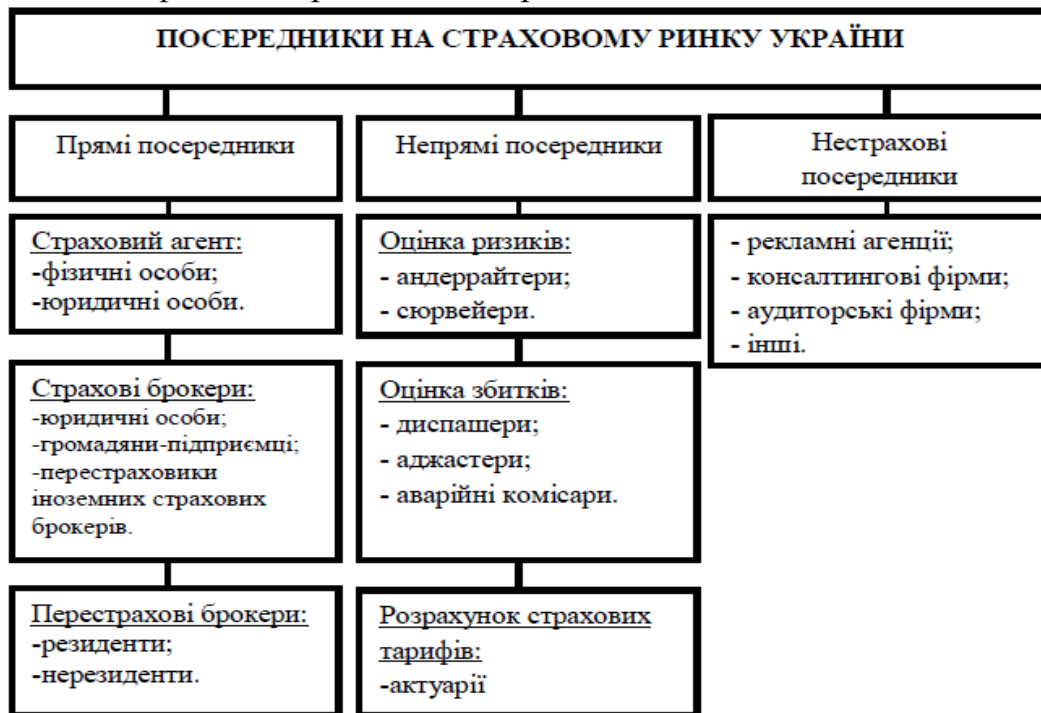 ПОСЕРЕДНИКИ НА СТРАХОВОМУ РИНКУ УКРАЇНИ
Прямі посередники
Страховий агент:
-фізичні особи;
-юридичні особи.
Страхові брокери:
-юридичні особи;
-громадяни-підприємці;
-перестраховики
іноземних страхових
брокерів.
Перестрахові брокери:
-резиденти;
-нерезиденти.
Непрямі посередники
Оцінка ризиків:
- андеррайтери;
- сюрвейери.
Оцінка збитків:
- диспашери;
- аджастери;
- аварійні комісари.
Розрахунок страхових
тарифів:
-актуарії
Нестрахові
посередники
- рекламні агенції;
- консалтингові фірми;
- аудиторські фірми;
- інші.